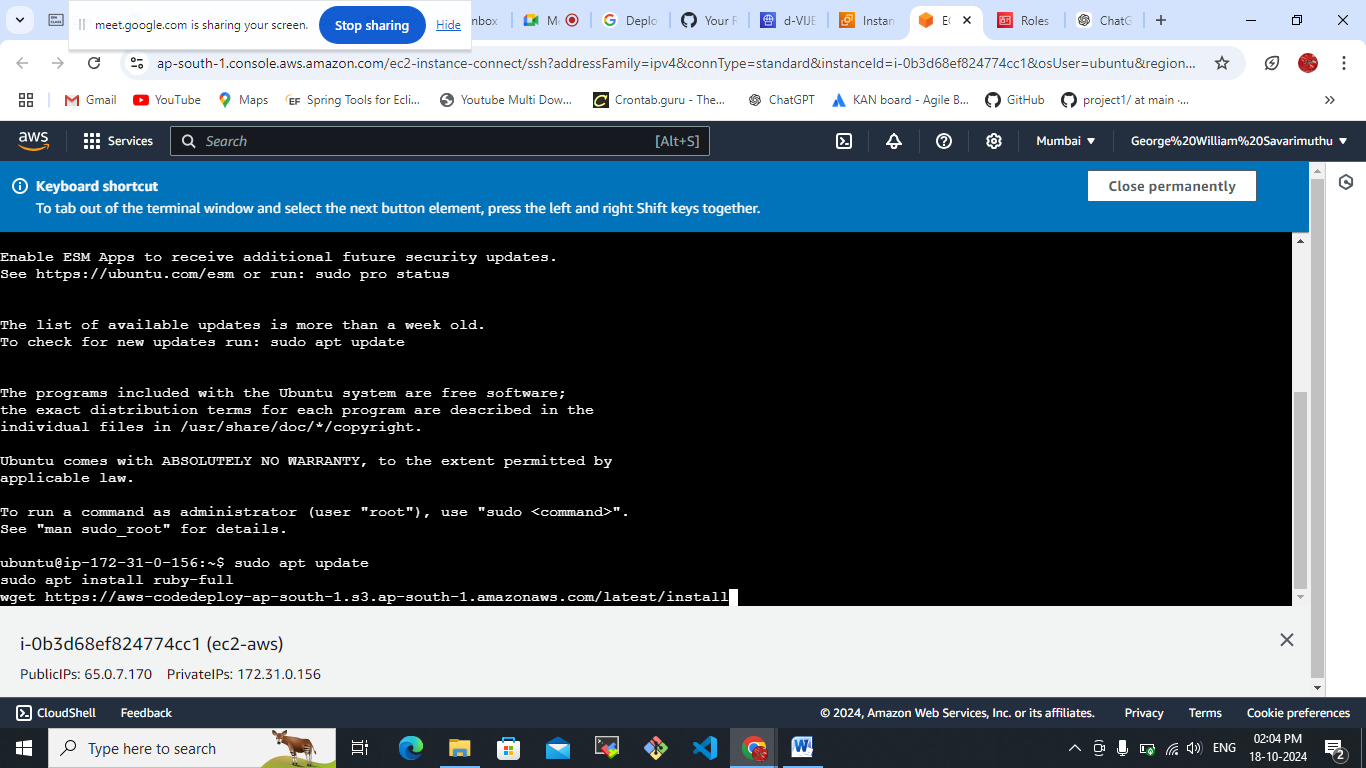 meet.google.com is sharing your screen.
Stop sharing
Hide
nbox
M
Deplo
Your R
d-VIJE
Instan
EC
Roles
ChatG
ap-south-1.console.aws.amazon.com/ec2-instance-connect/ssh?addressFamily=ipv4&connType=standard&instanceId=i-0b3d68ef824774cc1&osUser=ubuntu&region...
Gmail
YouTube
Maps
Spring Tools for Ecli...
Youtube Multi Dow...
Crontab.guru - The...
ChatGPT
KAN board - Agile B...
GitHub
project1/ at main ·...
aws
Services
Search
[Alt+S]
Mumbai
George%20William%20Savarimuthu
Keyboard shortcut
To tab out of the terminal window and select the next button element, press the left and right Shift keys together.
Close permanently
Enable ESM Apps to receive additional future security updates.
See https://ubuntu.com/esm or run: sudo pro status
The list of available updates is more than a week old.
To check for new updates run: sudo apt update
The programs included with the Ubuntu system are free software;
the exact distribution terms for each program are described in the
individual files in /usr/share/doc/*/copyright.
Ubuntu comes with ABSOLUTELY NO WARRANTY, to the extent permitted by
applicable law.
To run a command as administrator (user "root"), use "sudo <command>".
See "man sudo_root" for details.
ubuntu@ip-172-31-0-156:~$ sudo apt update
sudo apt install ruby-full
wget https://aws-codedeploy-ap-south-1.s3.ap-south-1.amazonaws.com/latest/install
i-0b3d68ef824774cc1 (ec2-aws)
PublicIPs: 65.0.7.170 PrivateIPs: 172.31.0.156
CloudShell
Feedback
© 2024, Amazon Web Services, Inc. or its affiliates.
Privacy
Terms
Cookie preferences
Type here to search
ENG
02:04 PM
18-10-2024
2